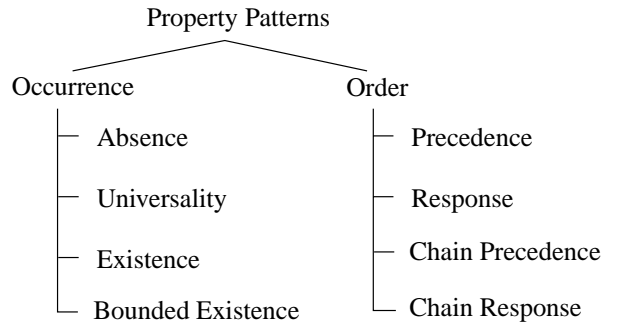 Property Patterns
Occurrence
Absence
Universality
Existence
Bounded Existence
Order
Precedence
Response
Chain Precedence
Chain Response